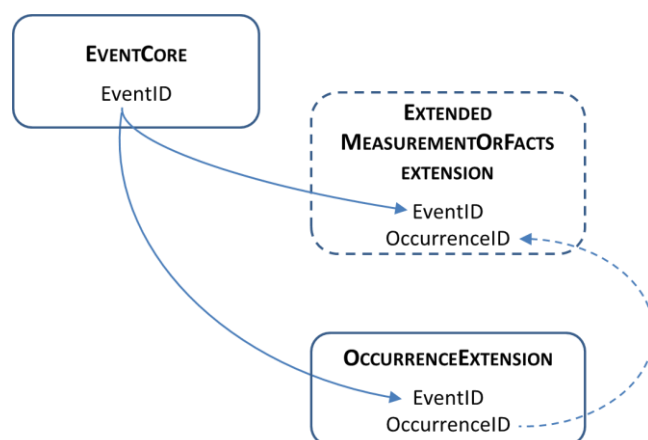 EVENTCORE
EventID
EXTENDED
MEASUREMENTORFACTS
EXTENSION
EventID
OccurrenceID
OCCURRENCEEXTENSION
EventID
OccurrenceID